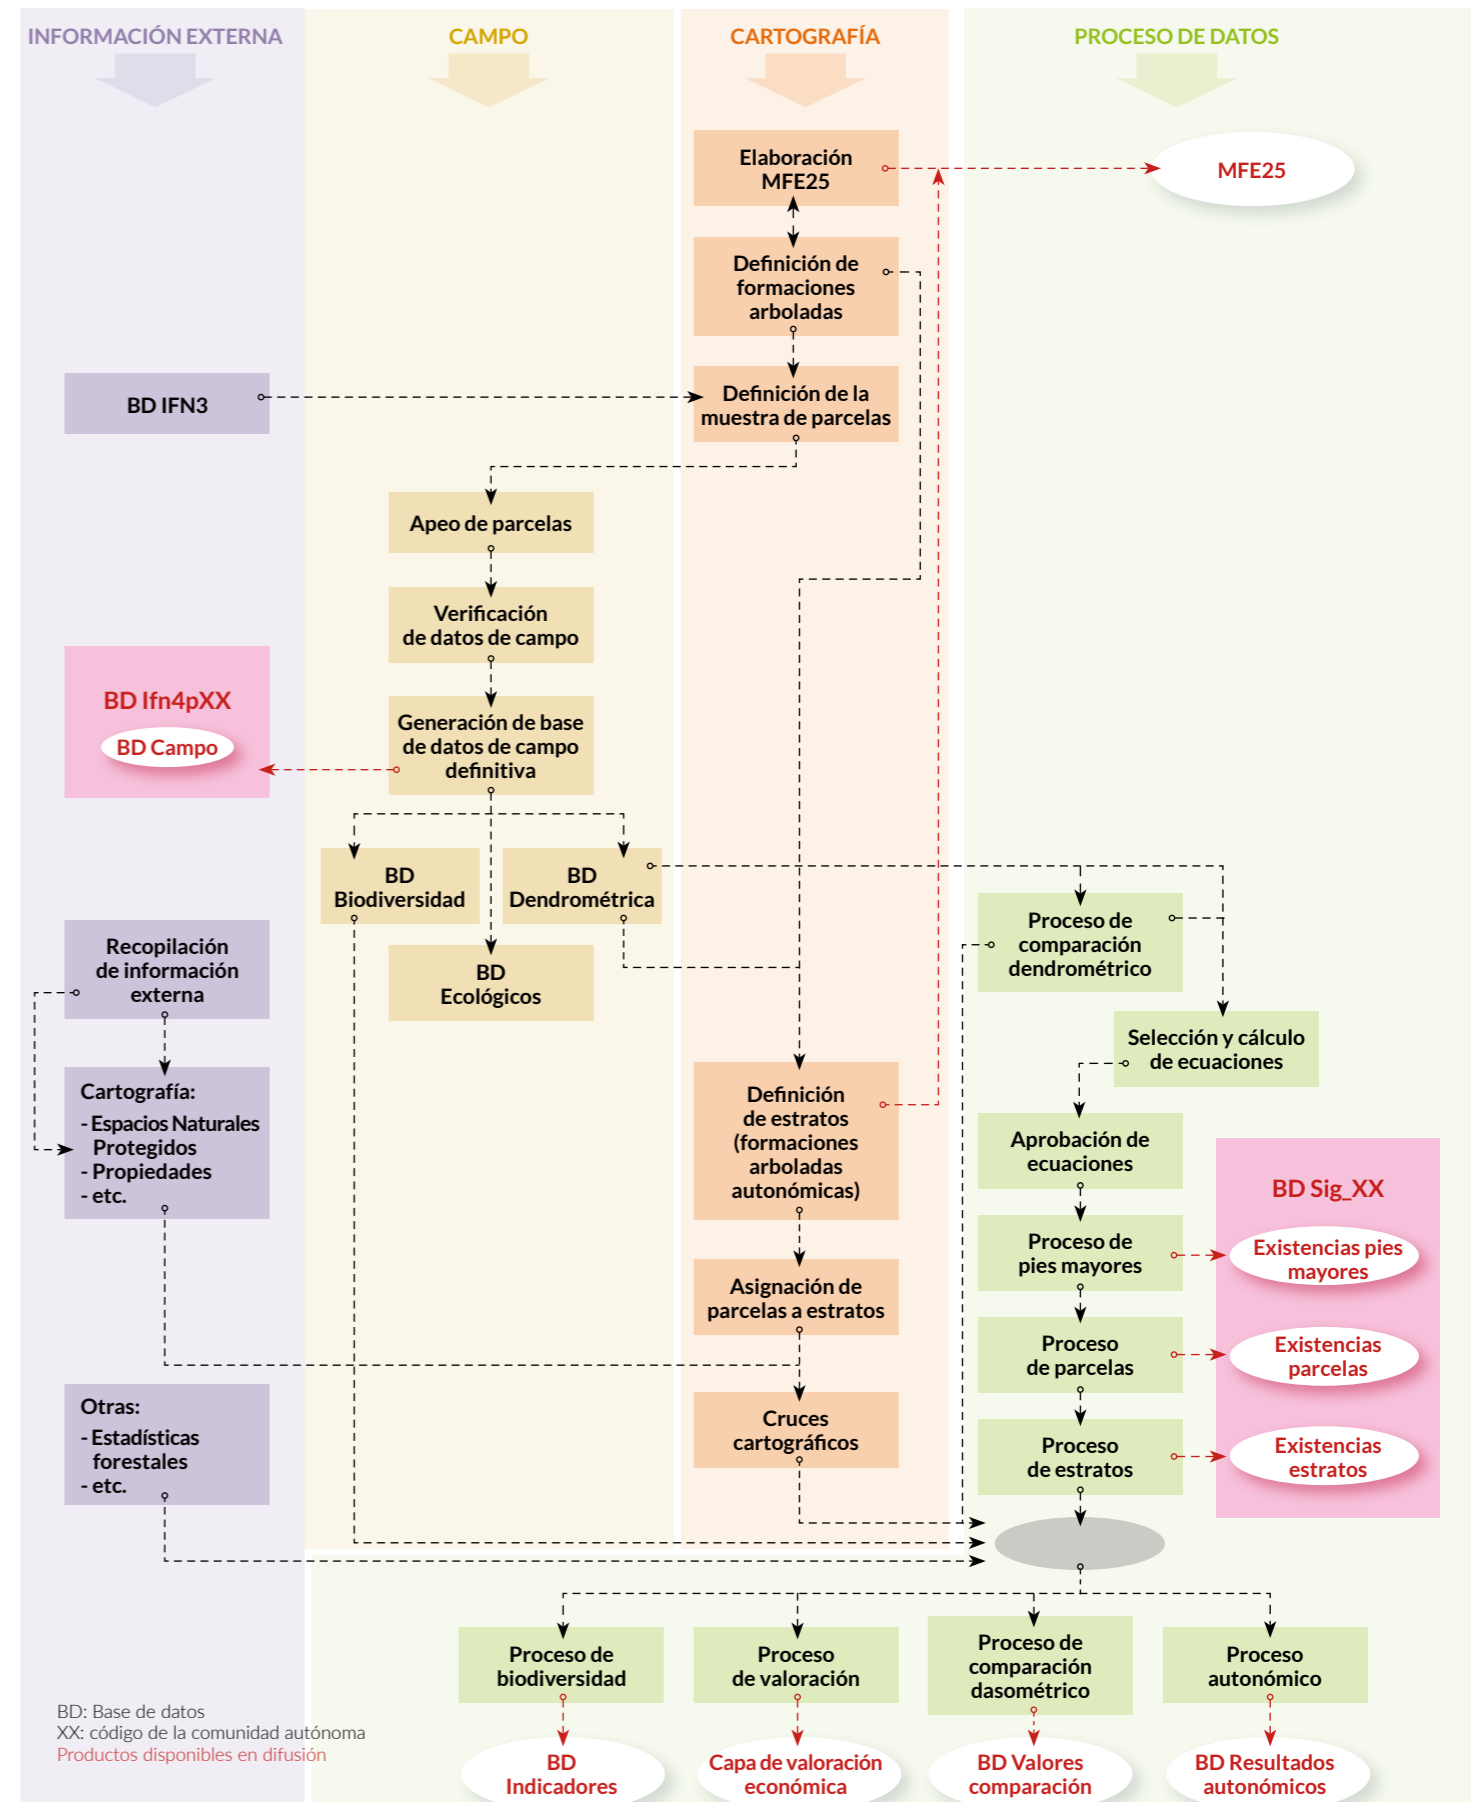 INFORMACIÓN EXTERNA
CAMPO
CARTOGRAFÍA
PROCESO DE DATOS
Elaboración
MFE25
MFE25
Definición de
formaciones
arboladas
BD IFN3
Definición de la
muestra de parcelas
Apeo de parcelas
Verificación
de datos de campo
BD Ifn4pXX
BD Campo
Generación de base
de datos de campo
definitiva
BD
Biodiversidad
BD
Dendrométrica
BD
Ecológicos
Proceso de
comparación
dendrométrico
Recopilación
de información
externa
Selección y cálculo
de ecuaciones
Cartografía:
- Espacios Naturales
Protegidos
- Propiedades
- etc.
Definición
de estratos
(formaciones
arboladas
autonómicas)
Aprobación de
ecuaciones
BD Sig_XX
Proceso de
pies mayores
Existencias pies
mayores
Asignación de
parcelas a estratos
Proceso
de parcelas
Existencias
parcelas
Otras:
- Estadísticas
forestales
- etc.
Cruces
cartográficos
Proceso
de estratos
Existencias
estratos
Proceso de
biodiversidad
Proceso
de valoración
Proceso de
comparación
dasométrico
Proceso
autonómico
BD: Base de datos
XX: código de la comunidad autónoma
Productos disponibles en difusión
BD
Indicadores
Capa de valoración
económica
BD Valores
comparación
BD Resultados
autonómicos